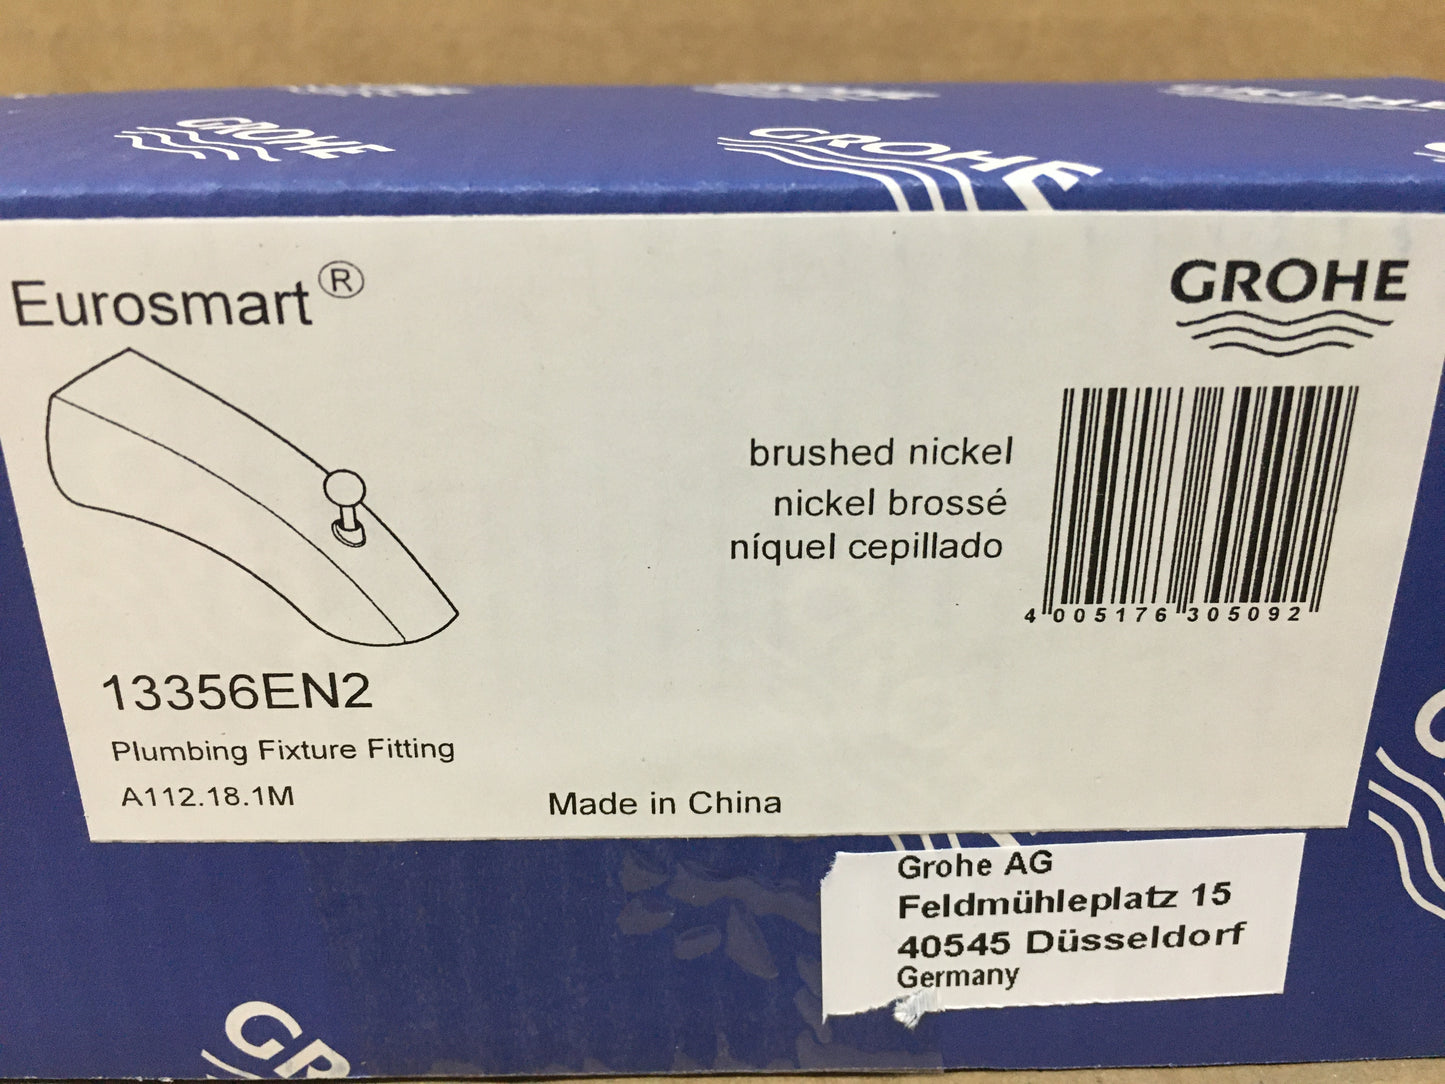 GROHE
GROHE
Eurosmart®
GROHE
brushed nickel
nickel brossé
níquel cepillado
4 005176 305092
13356EN2
Plumbing Fixture Fitting
A112.18.1M
Made in China
Grohe AG
Feldmühleplatz 15
40545 Düsseldorf
Germany